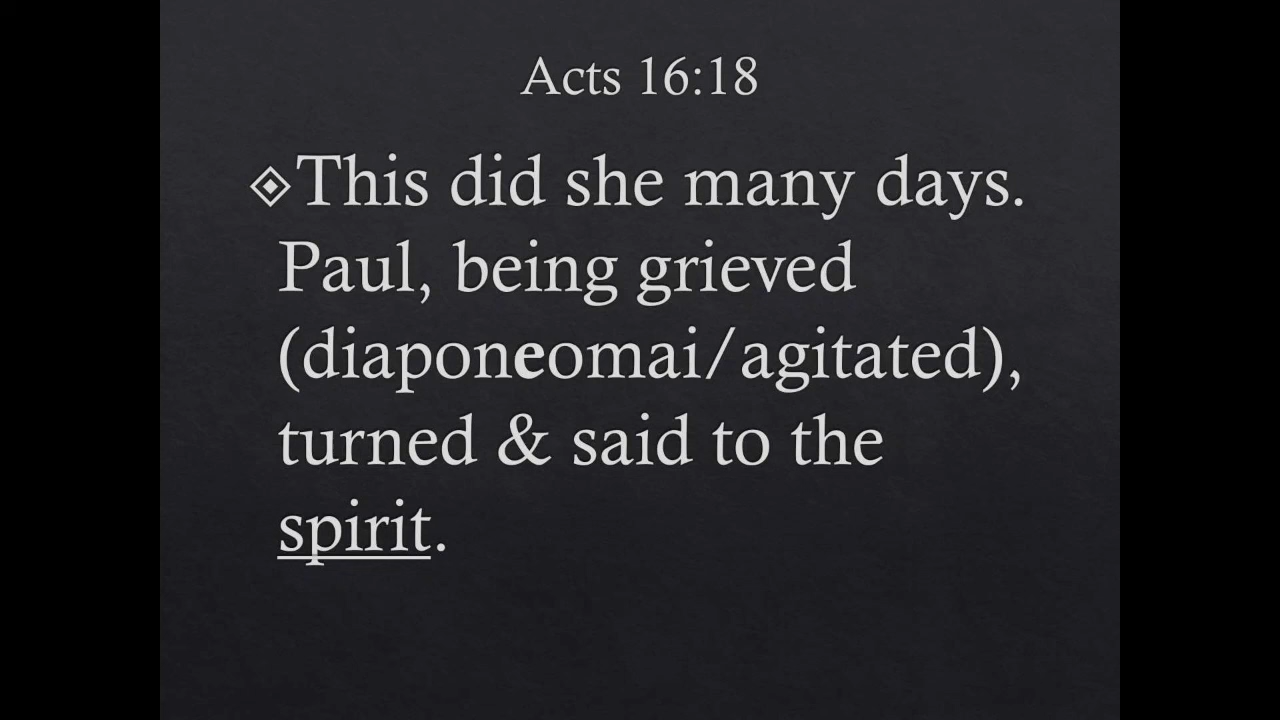 Acts 16:18
This did she many days.
Paul, being grieved
(diaponeomai/agitated),
turned & said to the
spirit.